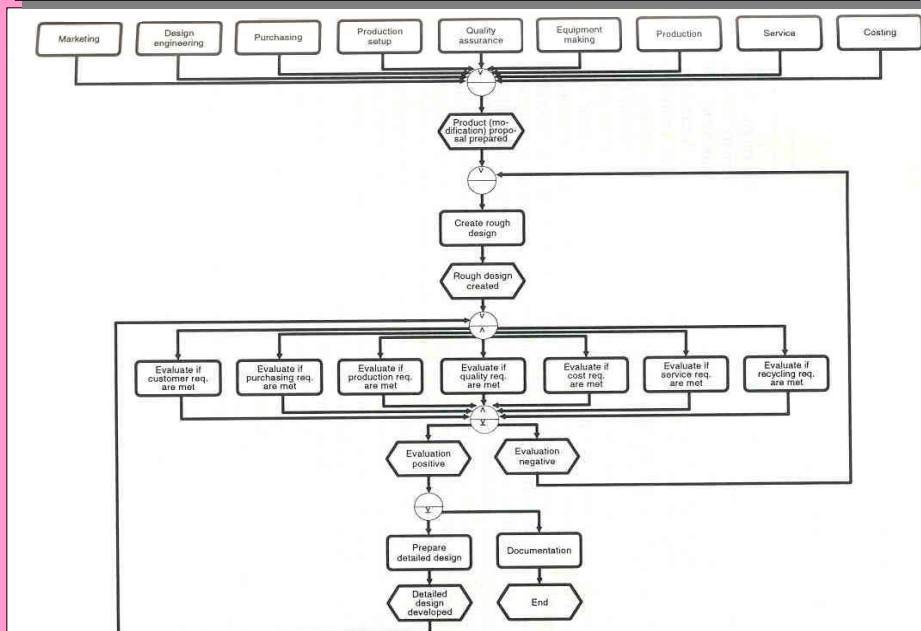 Marketing
Design
engineering
Purchasing
Production
setup
Quality
assurance
Equipment
making
Production
Service
Costing
V
Product (mo-
dification) propo-
sal prepared
V
Create rough
design
Rough design
created
V
^
Evaluate if
customer req.
are met
Evaluate if
purchasing req.
are met
Evaluate if
production req.
are met
Evaluate if
quality req.
are met
Evaluate if
cost req.
are met
Evaluate if
service req.
are met
Evaluate if
recycling req.
are met
^
⊻
Evaluation
positive
Evaluation
negative
⊻
Prepare
detailed design
Documentation
Detailed
design
developed
End